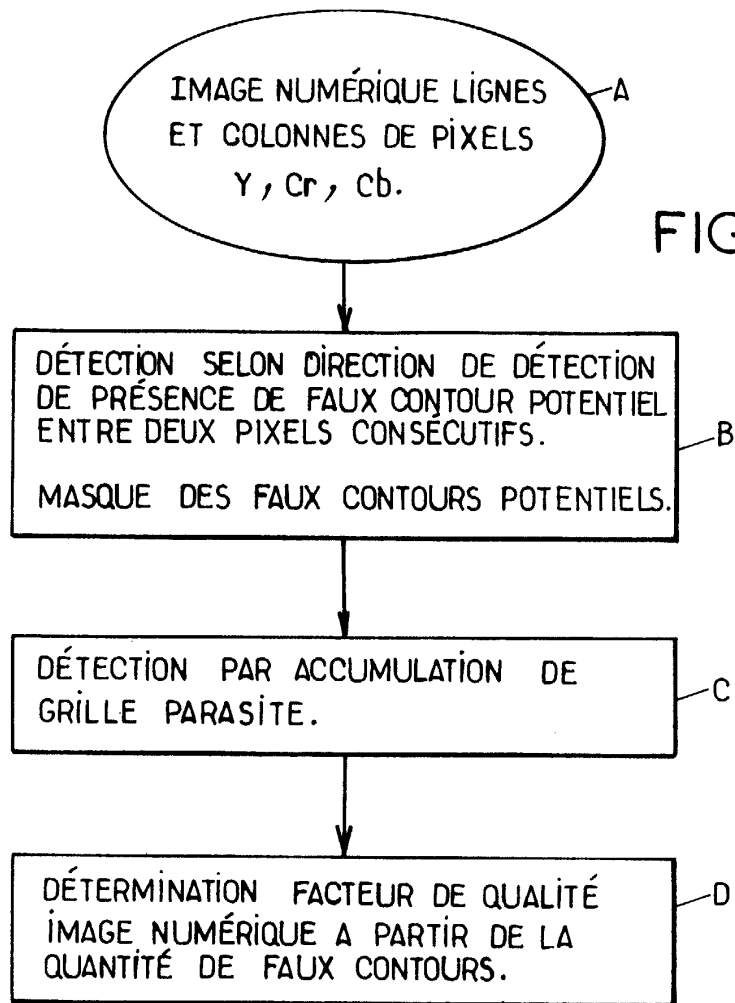 IMAGE NUMÉRIQUE LIGNES
ET COLONNES DE PIXELS
Y, Cr, Cb.
A
FIG
DÉTECTION SELON DIRECTION DE DÉTECTION
DE PRÉSENCE DE FAUX CONTOUR POTENTIEL
ENTRE DEUX PIXELS CONSÉCUTIFS.
MASQUE DES FAUX CONTOURS POTENTIELS.
B
DÉTECTION PAR ACCUMULATION DE
GRILLE PARASITE.
C
DÉTERMINATION FACTEUR DE QUALITÉ
IMAGE NUMÉRIQUE A PARTIR DE LA
QUANTITÉ DE FAUX CONTOURS.
D